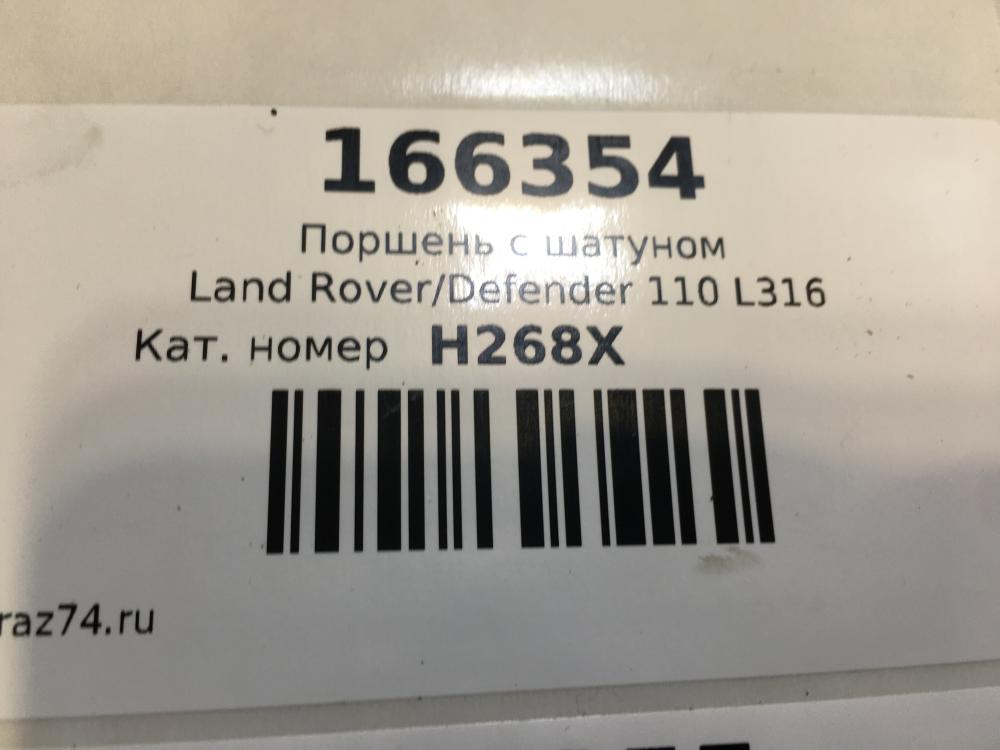 166354
Поршень с шатуном
Land Rover/Defender 110 L316
Кат. номер H268X
raz74.ru